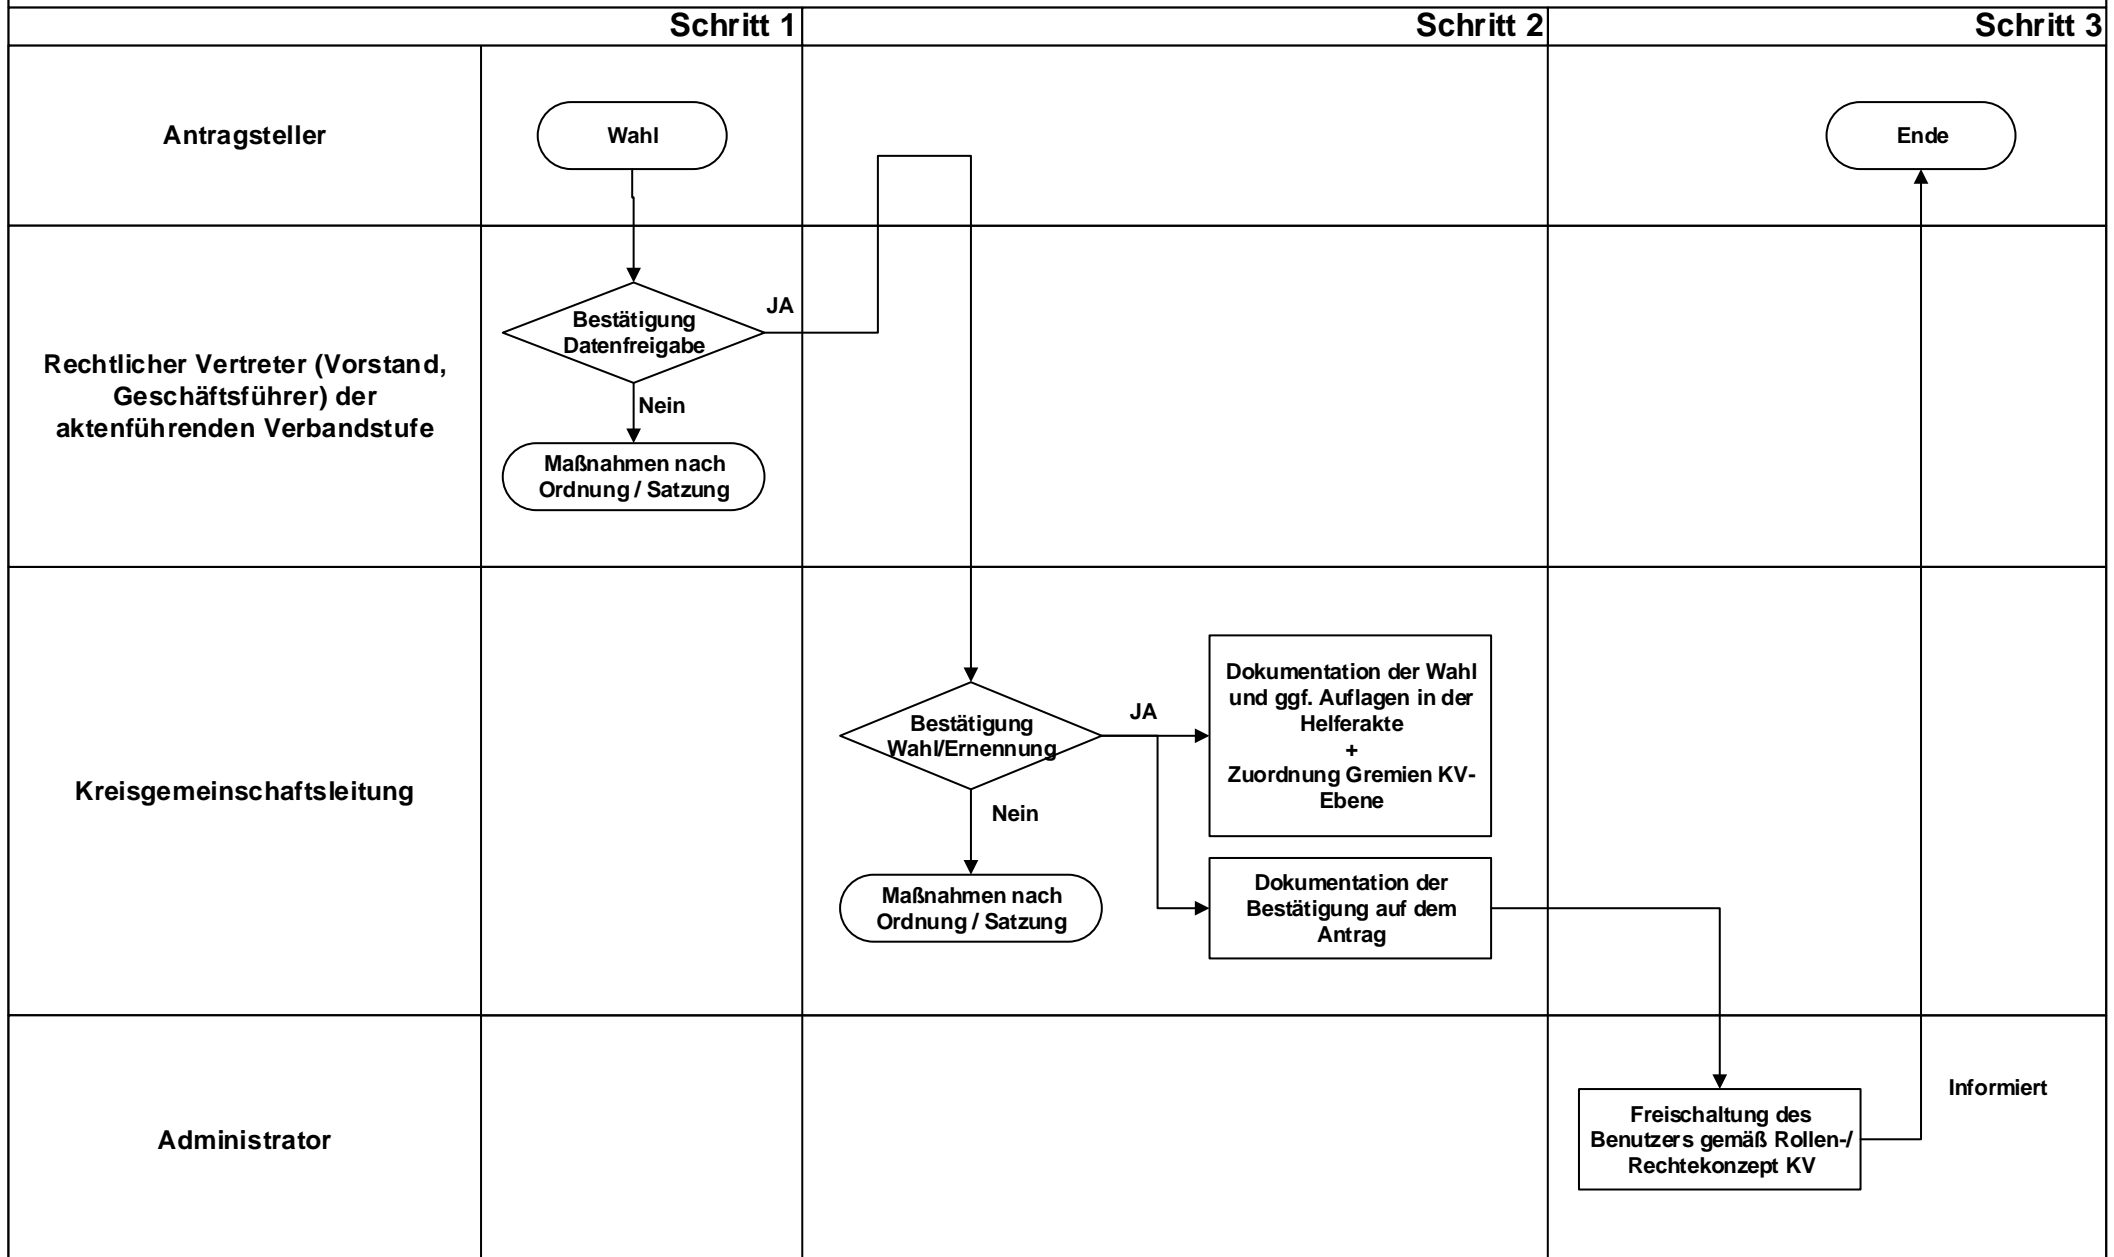 Schritt 1
Schritt 2
Schritt 3
Antragsteller
Wahl
Ende
Rechtlicher Vertreter (Vorstand,
Geschäftsführer) der
aktenführenden Verbandstufe
Bestätigung
Datenfreigabe
JA
Nein
Maßnahmen nach
Ordnung / Satzung
Kreisgemeinschaftsleitung
Bestätigung
Wahl/Ernennung
JA
Nein
Maßnahmen nach
Ordnung / Satzung
Dokumentation der Wahl
und ggf. Auflagen in der
Helferakte
+
Zuordnung Gremien KV-
Ebene
Dokumentation der
Bestätigung auf dem
Antrag
Administrator
Freischaltung des
Benutzers gemäß Rollen-/
Rechtekonzept KV
Informiert